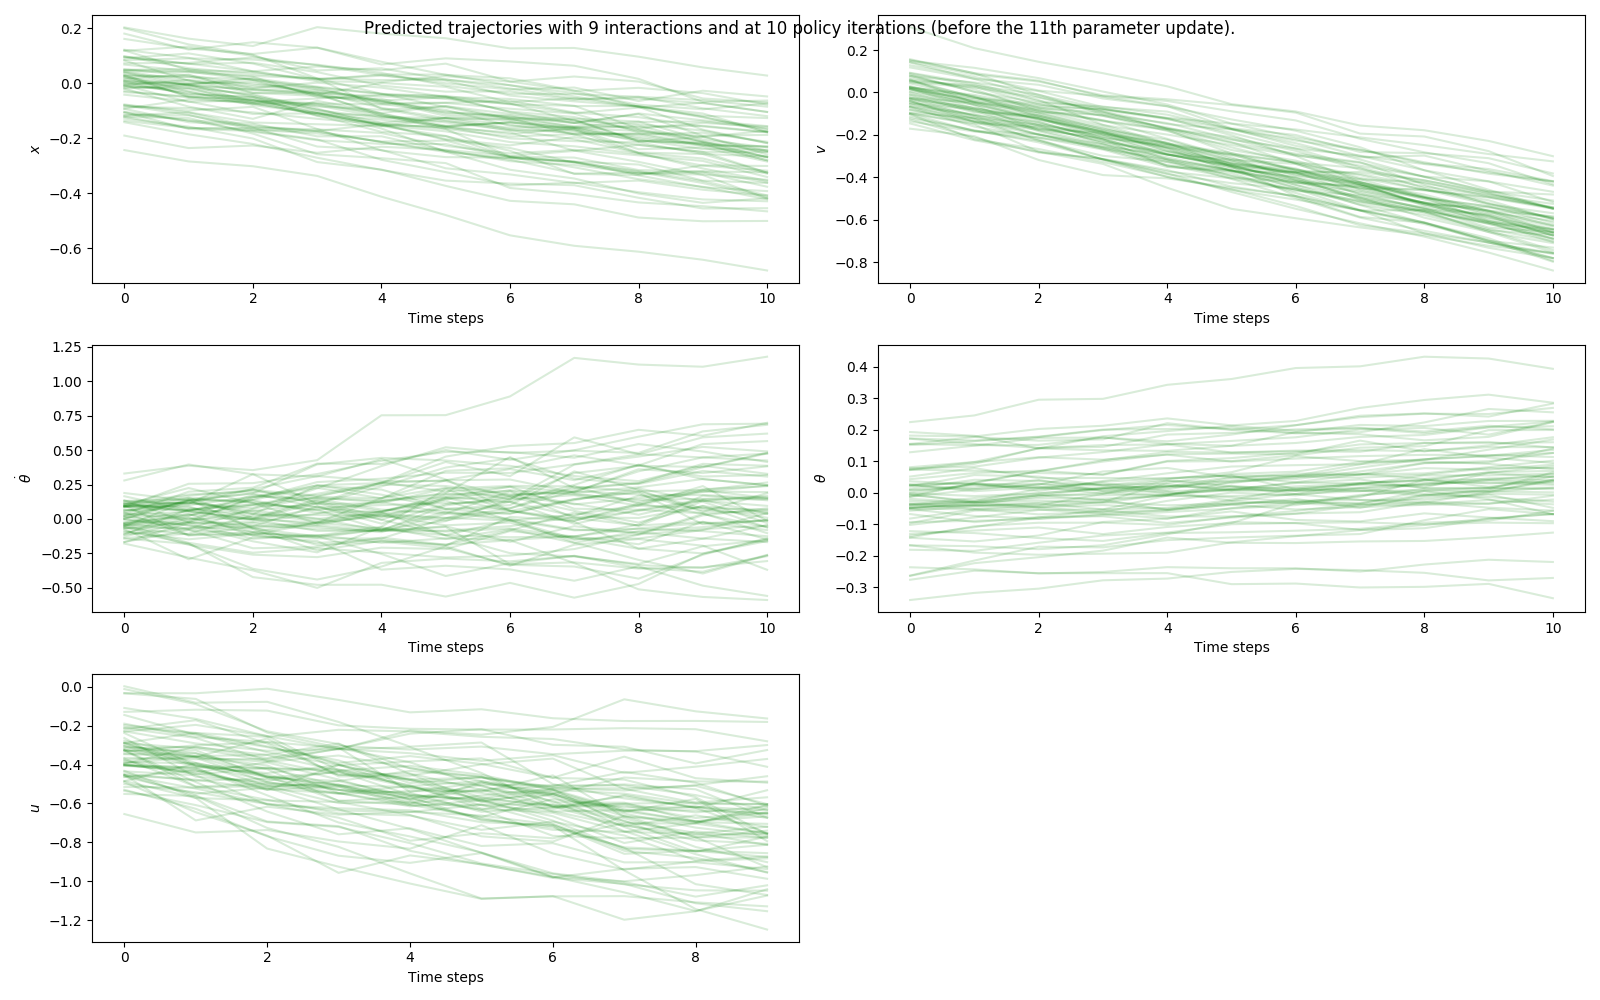 Predicted trajectories with 9 interactions and at 10 policy iterations (before the 11th parameter update).
0.2
0.0
−0.2
−0.4
−0.6
x
0 2 4 6 8 10
Time steps
0.2
0.0
−0.2
−0.4
−0.6
−0.8
v
0 2 4 6 8 10
Time steps
1.25
1.00
0.75
0.50
0.25
0.00
−0.25
−0.50
θ̇
0 2 4 6 8 10
Time steps
0.4
0.3
0.2
0.1
0.0
−0.1
−0.2
−0.3
θ
0 2 4 6 8 10
Time steps
0.0
−0.2
−0.4
−0.6
−0.8
−1.0
−1.2
u
0 2 4 6 8
Time steps